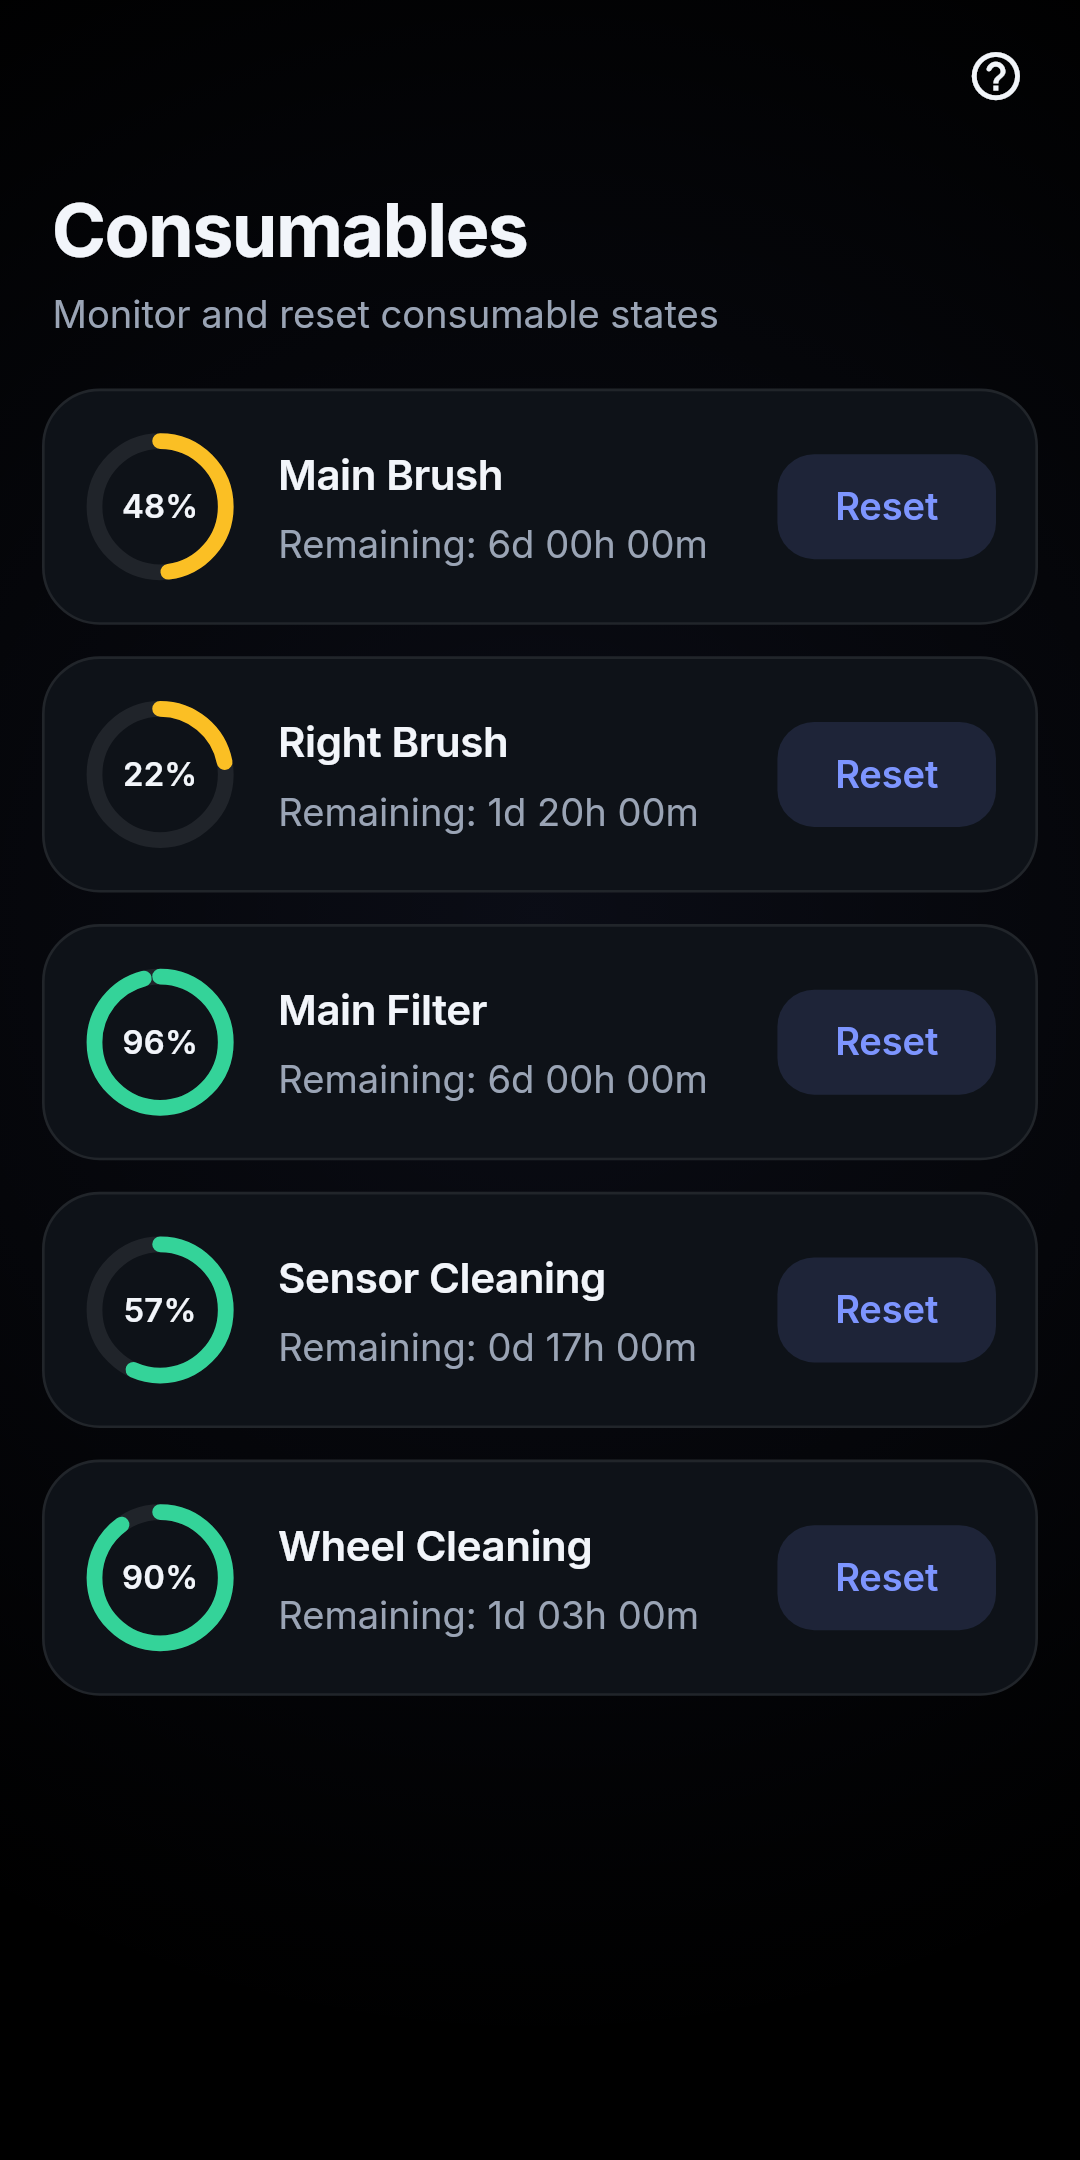 Consumables
Monitor and reset consumable states
48%
Main Brush
Remaining: 6d 00h 00m
Reset
22%
Right Brush
Remaining: 1d 20h 00m
Reset
96%
Main Filter
Remaining: 6d 00h 00m
Reset
57%
Sensor Cleaning
Remaining: 0d 17h 00m
Reset
90%
Wheel Cleaning
Remaining: 1d 03h 00m
Reset